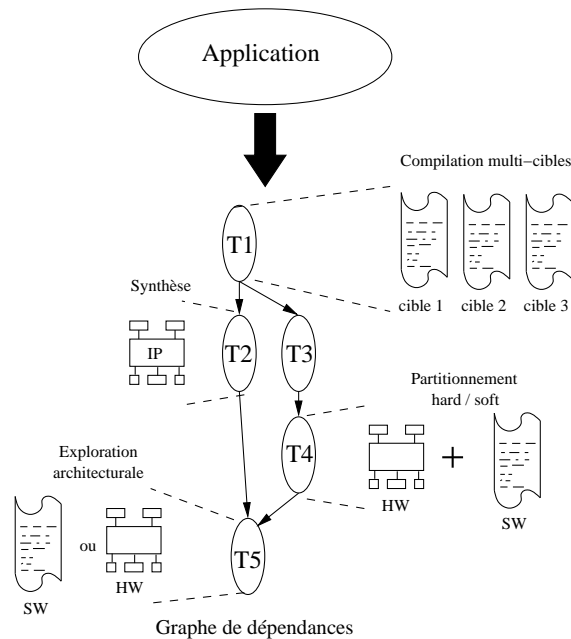 Application
Compilation multi−cibles
T1
cible 1 cible 2 cible 3
Synthèse
IP
T2
T3
Partitionnement
hard / soft
T4
+
HW
SW
Exploration
architecturale
ou
T5
HW
SW
Graphe de dépendances